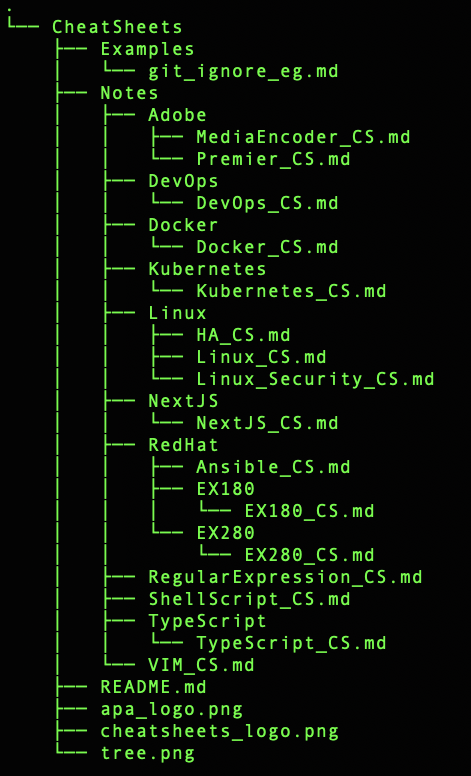 .
└── CheatSheets
    ├── Examples
    │   └── git_ignore_eg.md
    ├── Notes
    │   ├── Adobe
    │   │   ├── MediaEncoder_CS.md
    │   │   └── Premier_CS.md
    │   ├── DevOps
    │   │   └── DevOps_CS.md
    │   ├── Docker
    │   │   └── Docker_CS.md
    │   ├── Kubernetes
    │   │   └── Kubernetes_CS.md
    │   ├── Linux
    │   │   ├── HA_CS.md
    │   │   ├── Linux_CS.md
    │   │   └── Linux_Security_CS.md
    │   ├── NextJS
    │   │   └── NextJS_CS.md
    │   ├── RedHat
    │   │   ├── Ansible_CS.md
    │   │   ├── EX180
    │   │   │   └── EX180_CS.md
    │   │   └── EX280
    │   │       └── EX280_CS.md
    │   ├── RegularExpression_CS.md
    │   ├── ShellScript_CS.md
    │   ├── TypeScript
    │   │   └── TypeScript_CS.md
    │   └── VIM_CS.md
    ├── README.md
    ├── apa_logo.png
    ├── cheatsheets_logo.png
    └── tree.png